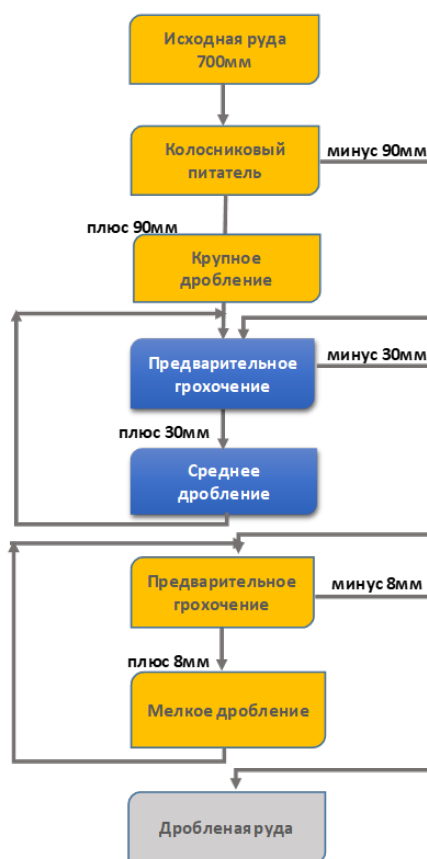 Исходная руда
700мм
Колосниковый
питатель
минус 90мм
плюс 90мм
Крупное
дробление
Предварительное
грохочение
минус 30мм
плюс 30мм
Среднее
дробление
Предварительное
грохочение
минус 8мм
плюс 8мм
Мелкое дробление
Дробленая руда